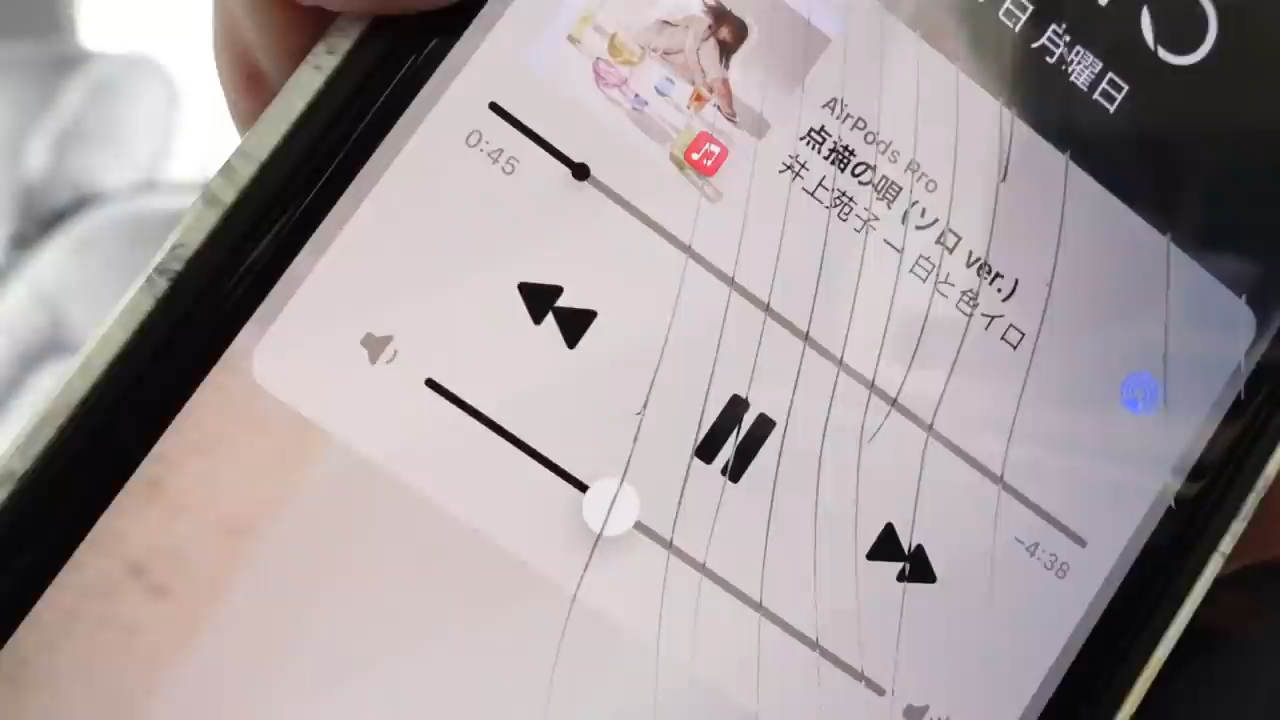 7日 月曜日
AirPods Pro
点描の唄 (ソロ ver.)
井上苑子 — 白と色イロ
0:45
-4:38